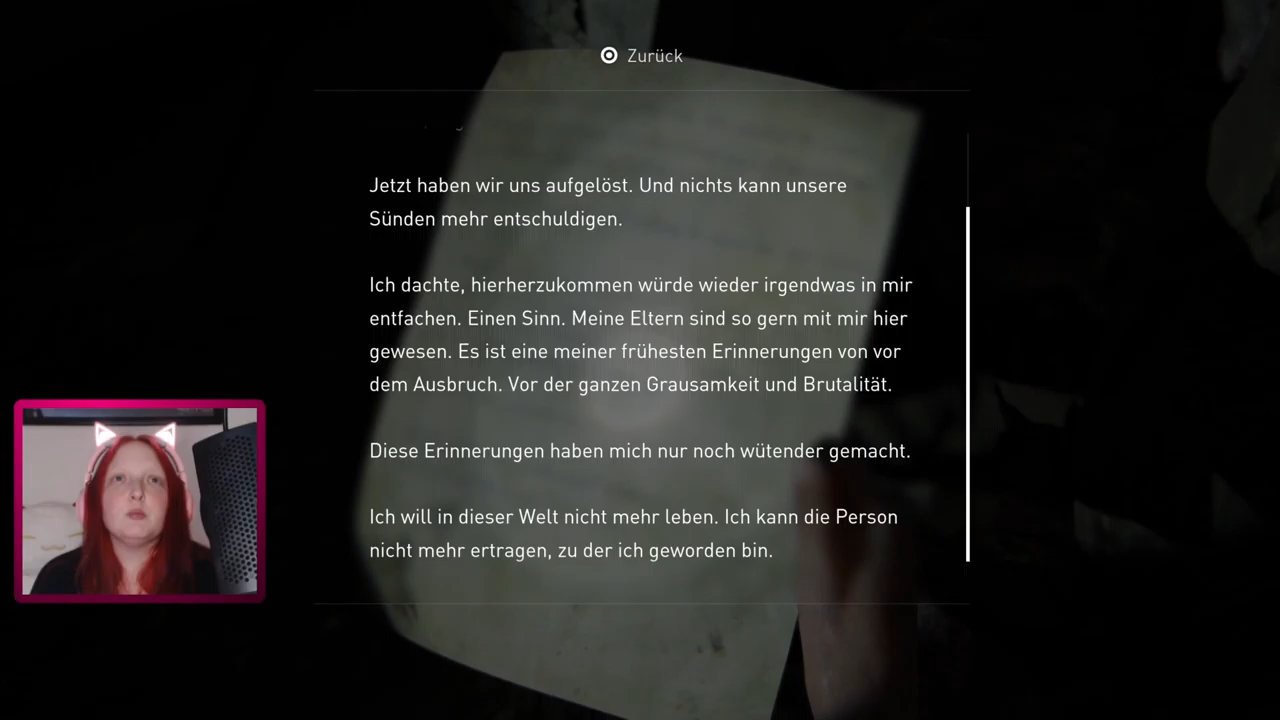 Zurück
Jetzt haben wir uns aufgelöst. Und nichts kann unsere
Sünden mehr entschuldigen.
Ich dachte, hierherzukommen würde wieder irgendwas in mir
entfachen. Einen Sinn. Meine Eltern sind so gern mit mir hier
gewesen. Es ist eine meiner frühesten Erinnerungen von vor
dem Ausbruch. Vor der ganzen Grausamkeit und Brutalität.
Diese Erinnerungen haben mich nur noch wütender gemacht.
Ich will in dieser Welt nicht mehr leben. Ich kann die Person
nicht mehr ertragen, zu der ich geworden bin.